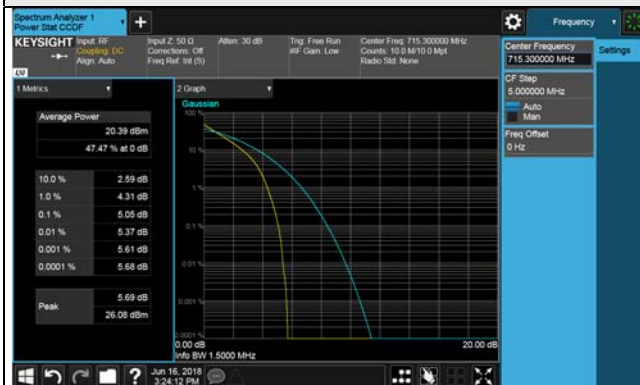 Spectrum Analyzer 1
Power Stat CCDF
+
Frequency
KEYSIGHT
Input: RF
Coupling: DC
Align: Auto
Input Z: 50 Ω
Corrections: Off
Freq Ref: Int (S)
Atten: 30 dB
Trig: Free Run
#IF Gain: Low
Center Freq: 715.300000 MHz
Counts: 10.0 M/10.0 Mpt
Radio Std: None
Center Frequency
715.300000 MHz
Settings
CF Step
5.000000 MHz
Auto
Man
Freq Offset
0 Hz
1 Metrics
2 Graph
Gaussian
Average Power
20.39 dBm
47.47 % at 0 dB
10.0 % 2.59 dB
1.0 % 4.31 dB
0.1 % 5.05 dB
0.01 % 5.37 dB
0.001 % 5.61 dB
0.0001 % 5.68 dB
Peak 5.69 dB
26.08 dBm
100 %
10 %
1 %
0.1 %
0.01 %
0.001 %
0.0001 %
0.00 dB
20.00 dB
Info BW 1.5000 MHz
?
Jun 16, 2018
3:24:12 PM